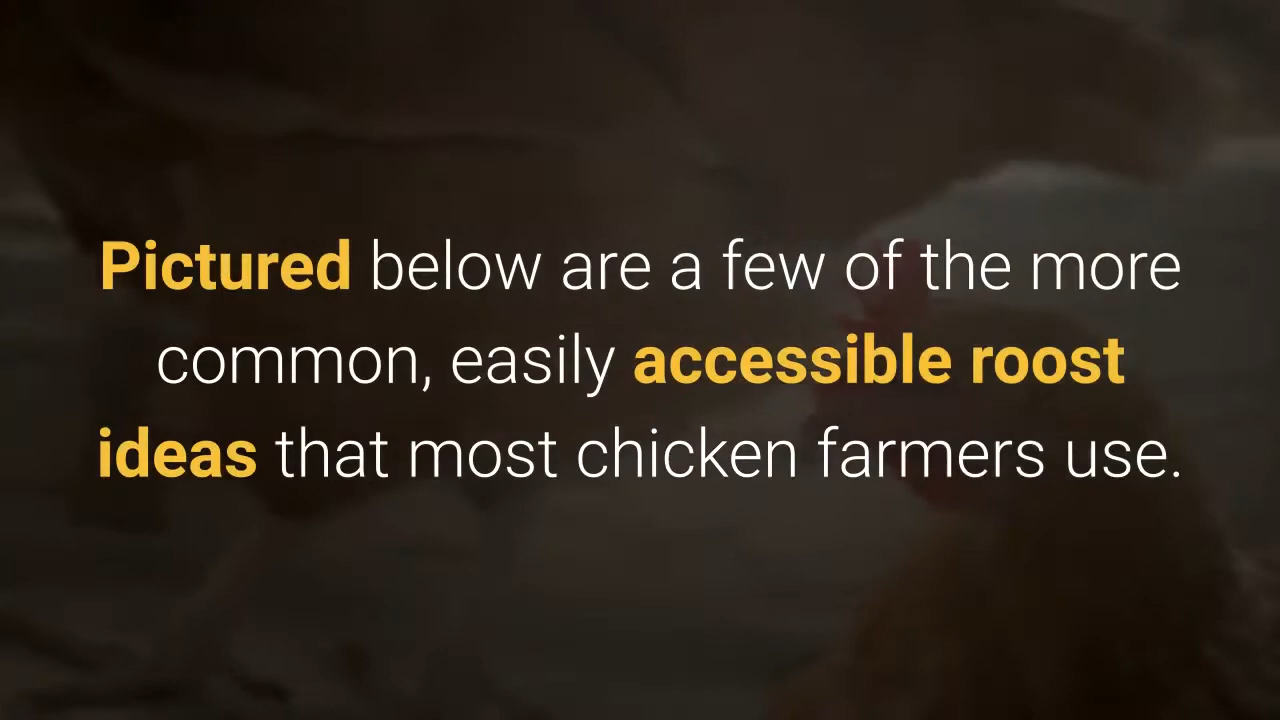 Pictured below are a few of the more
common, easily accessible roost
ideas that most chicken farmers use.